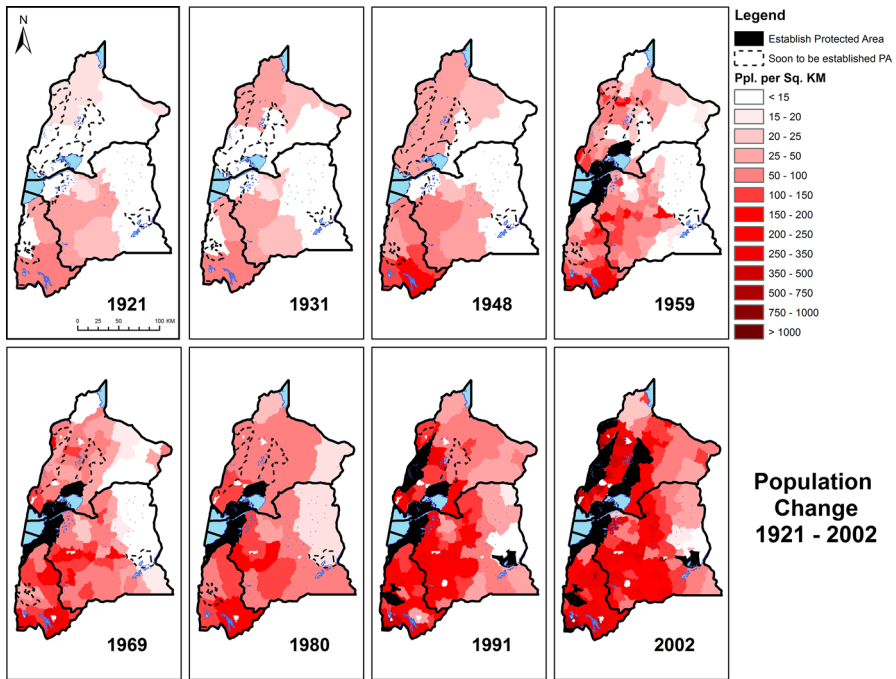 N
1921
0 25 50 100 KM
1931
1948
1959
Legend
Establish Protected Area
Soon to be established PA
Ppl. per Sq. KM
< 15
15 - 20
20 - 25
25 - 50
50 - 100
100 - 150
150 - 200
200 - 250
250 - 350
350 - 500
500 - 750
750 - 1000
> 1000
1969
1980
1991
2002
Population
Change
1921 - 2002